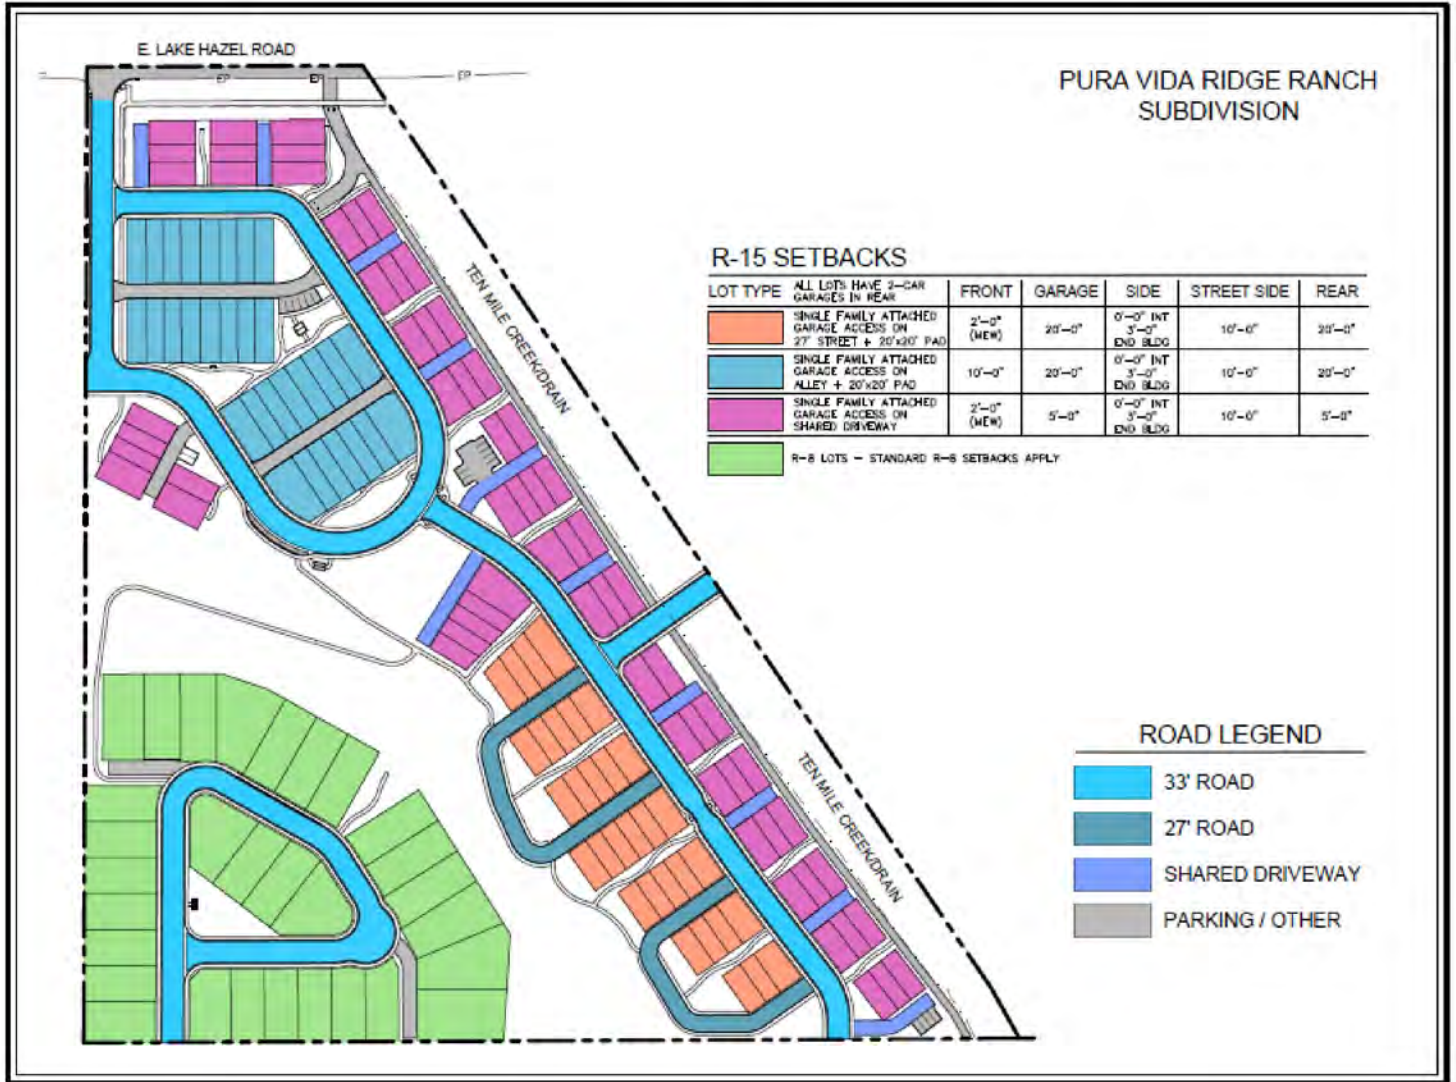 E. LAKE HAZEL ROAD
EP
EP
PURA VIDA RIDGE RANCH
SUBDIVISION
TEN MILE CREEK/DRAIN
TEN MILE CREEK/DRAIN
R-15 SETBACKS
LOT TYPE ALL LOTS HAVE 2-CAR GARAGES IN REAR FRONT GARAGE SIDE STREET SIDE REAR
SINGLE FAMILY ATTACHED
GARAGE ACCESS ON
27' STREET + 20'x20' PAD
2'-0"
(MEW)
20'-0"
0'-0" INT
3'-0"
END BLDG
10'-0"
20'-0"
SINGLE FAMILY ATTACHED
GARAGE ACCESS ON
ALLEY + 20'x20' PAD
10'-0"
20'-0"
0'-0" INT
3'-0"
END BLDG
10'-0"
20'-0"
SINGLE FAMILY ATTACHED
GARAGE ACCESS ON
SHARED DRIVEWAY
2'-0"
(MEW)
5'-0"
0'-0" INT
3'-0"
END BLDG
10'-0"
5'-0"
R-8 LOTS - STANDARD R-8 SETBACKS APPLY
ROAD LEGEND
33' ROAD
27' ROAD
SHARED DRIVEWAY
PARKING / OTHER